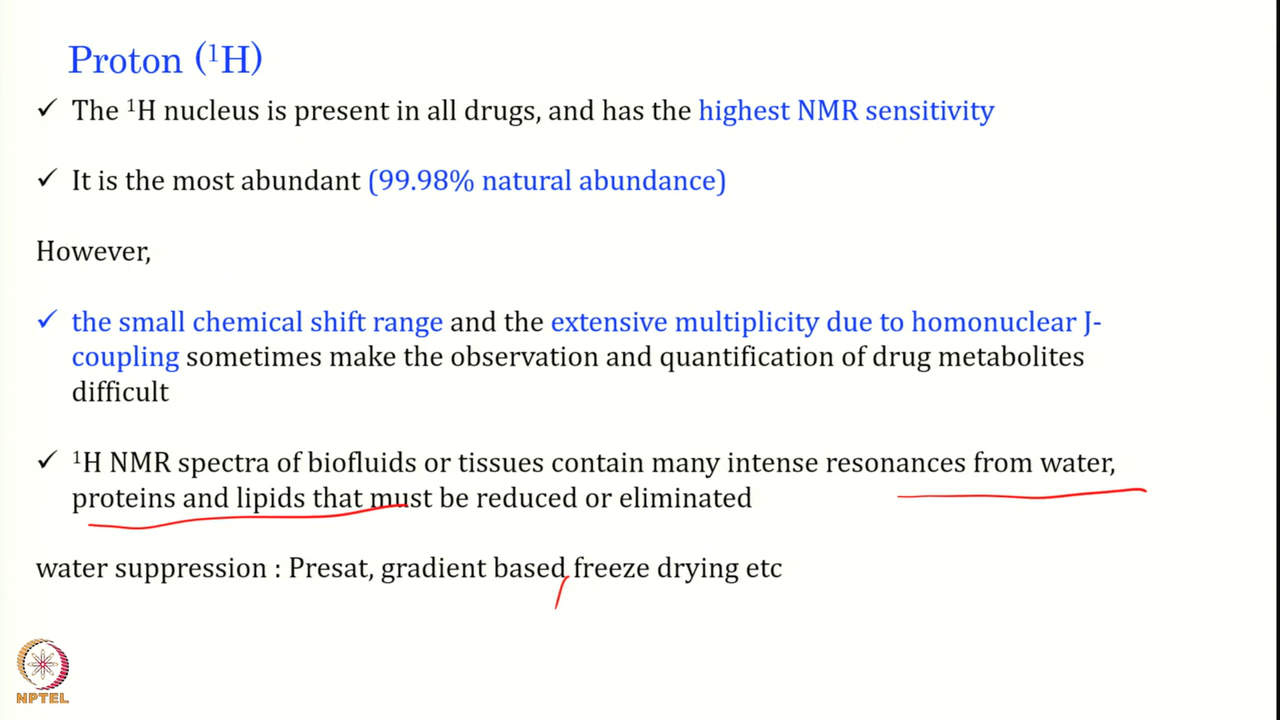 Proton (¹H)
✓ The ¹H nucleus is present in all drugs, and has the highest NMR sensitivity
✓ It is the most abundant (99.98% natural abundance)
However,
✓ the small chemical shift range and the extensive multiplicity due to homonuclear J-
coupling sometimes make the observation and quantification of drug metabolites
difficult
✓ ¹H NMR spectra of biofluids or tissues contain many intense resonances from water,
proteins and lipids that must be reduced or eliminated
water suppression : Presat, gradient based freeze drying etc
NPTEL